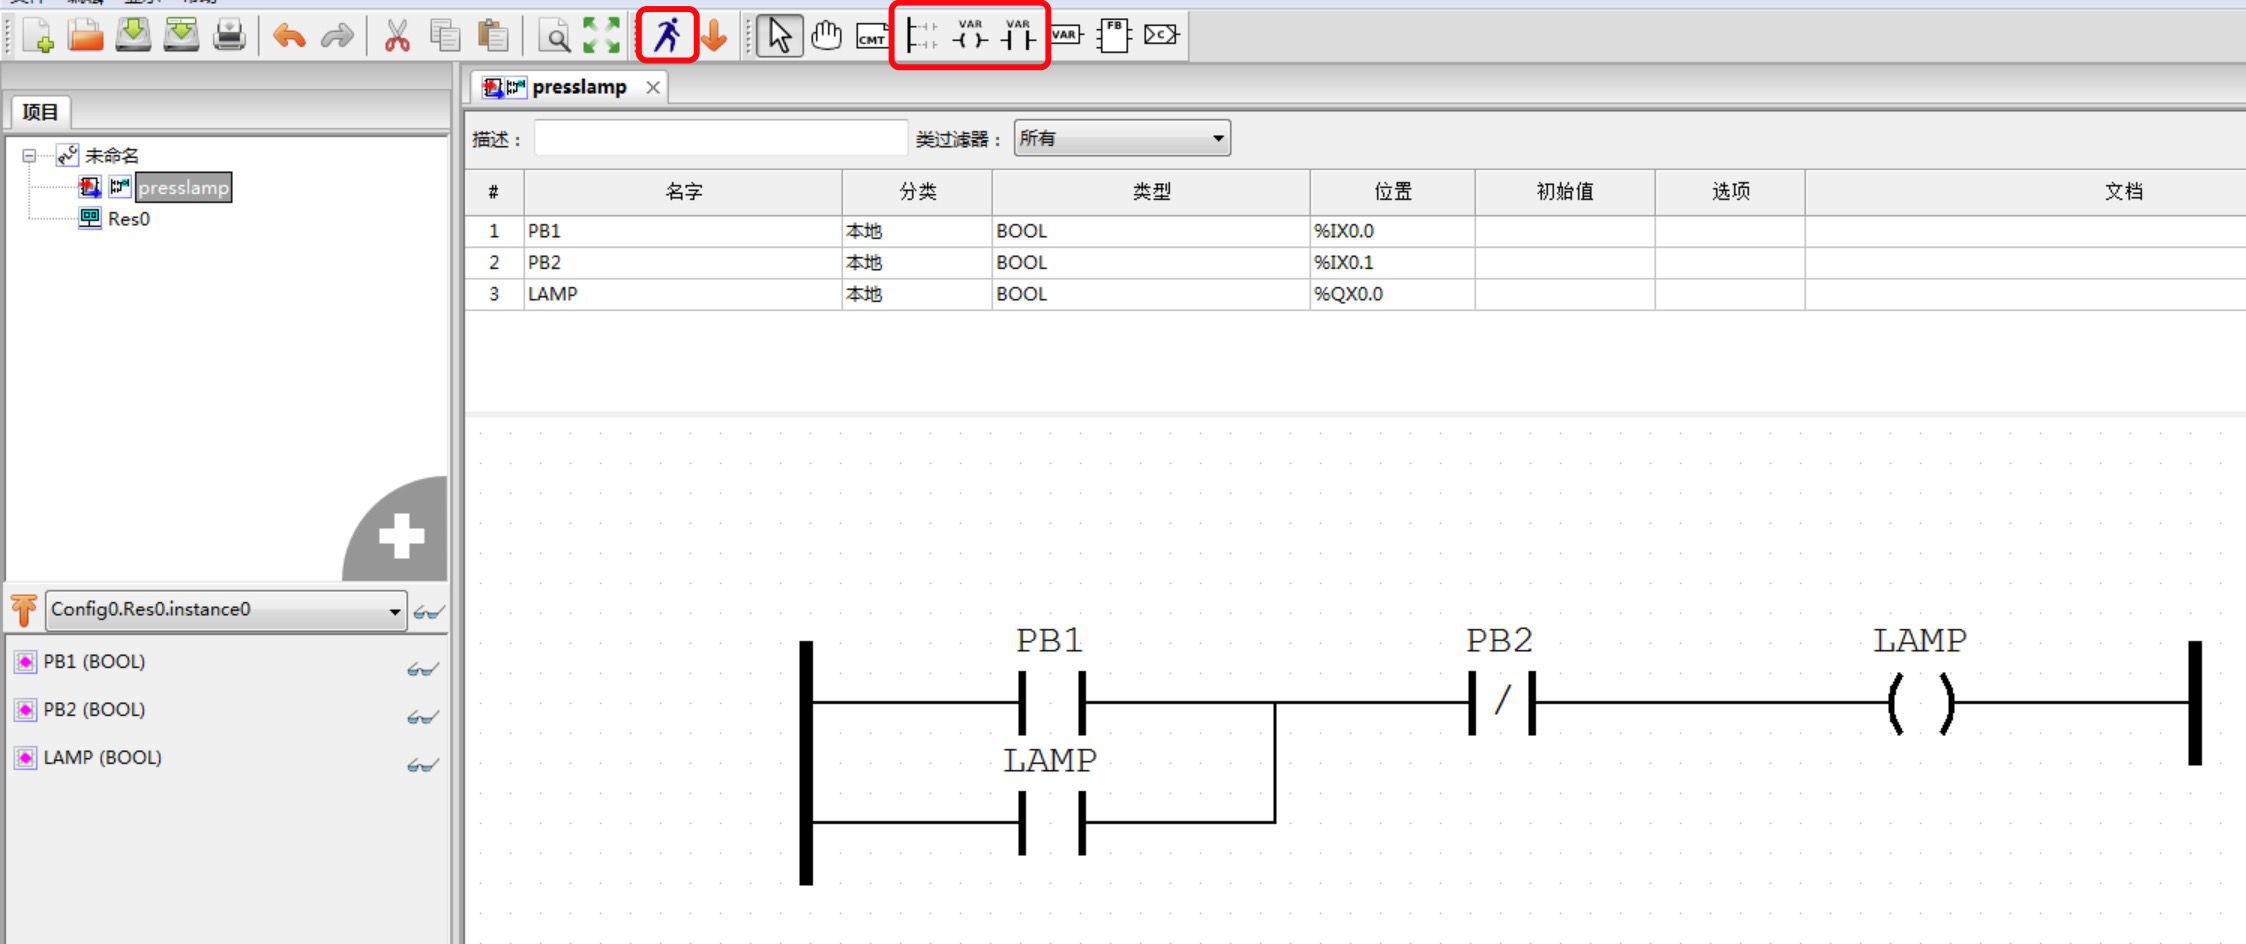 CMT VAR VAR VAR FB C
presslamp
项目
描述：
类过滤器：
所有
未命名
presslamp
Res0
# 名字 分类 类型 位置 初始值 选项 文档
1 PB1 本地 BOOL %IX0.0
2 PB2 本地 BOOL %IX0.1
3 LAMP 本地 BOOL %QX0.0
Config0.Res0.instance0
PB1 (BOOL)
PB2 (BOOL)
LAMP (BOOL)
PB1 PB2 LAMP
/
LAMP